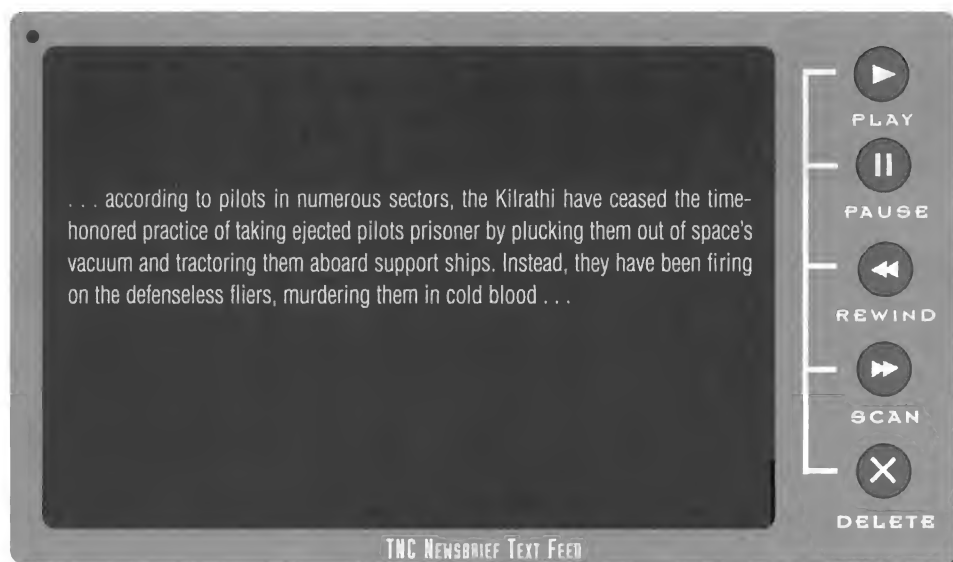 . . . according to pilots in numerous sectors, the Kilrathi have ceased the time-
honored practice of taking ejected pilots prisoner by plucking them out of space's
vacuum and tractoring them aboard support ships. Instead, they have been firing
on the defenseless fliers, murdering them in cold blood . . .
PLAY
PAUSE
REWIND
SCAN
DELETE
TNC NEWSBRIEF TEXT FEED